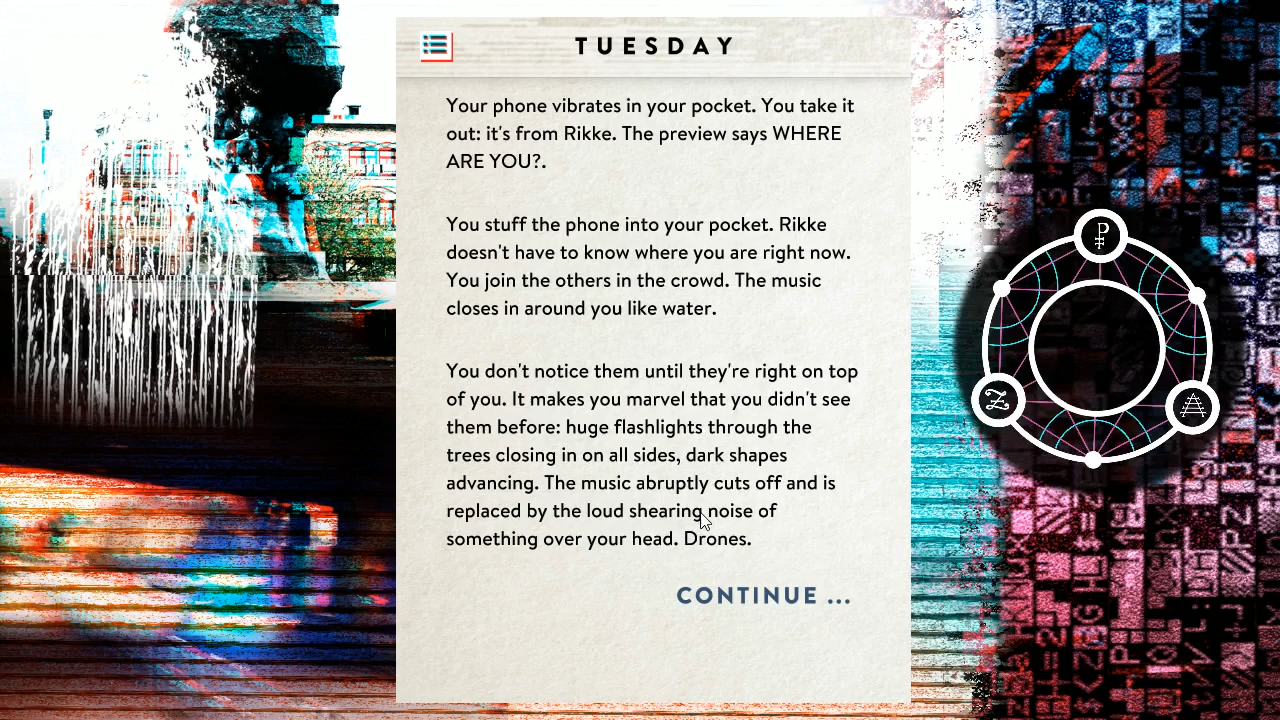 TUESDAY
Your phone vibrates in your pocket. You take it
out: it's from Rikke. The preview says WHERE
ARE YOU?.
You stuff the phone into your pocket. Rikke
doesn't have to know where you are right now.
You join the others in the crowd. The music
closes in around you like water.
You don't notice them until they're right on top
of you. It makes you marvel that you didn't see
them before: huge flashlights through the
trees closing in on all sides, dark shapes
advancing. The music abruptly cuts off and is
replaced by the loud shearing noise of
something over your head. Drones.
CONTINUE ...